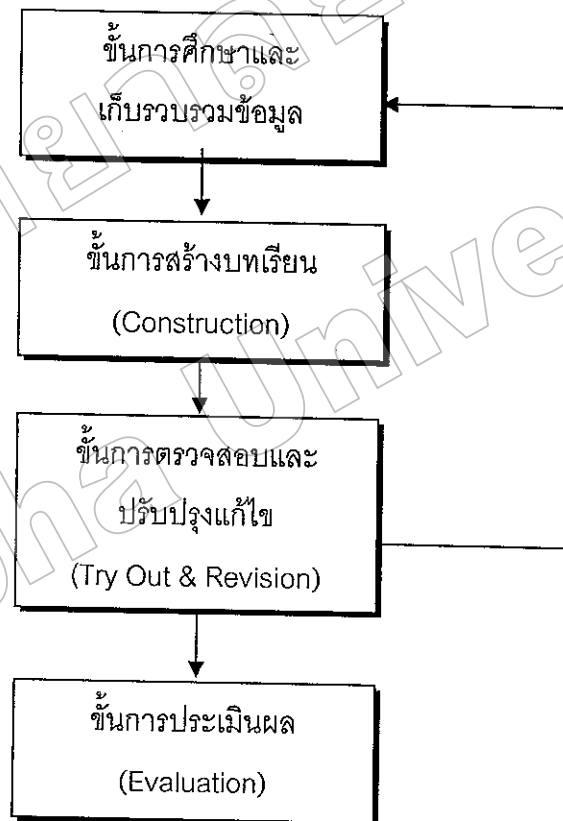 ขั้นการศึกษาและ
เก็บรวบรวมข้อมูล
ขั้นการสร้างบทเรียน
(Construction)
ขั้นการตรวจสอบและ
ปรับปรุงแก้ไข
(Try Out & Revision)
ขั้นการประเมินผล
(Evaluation)